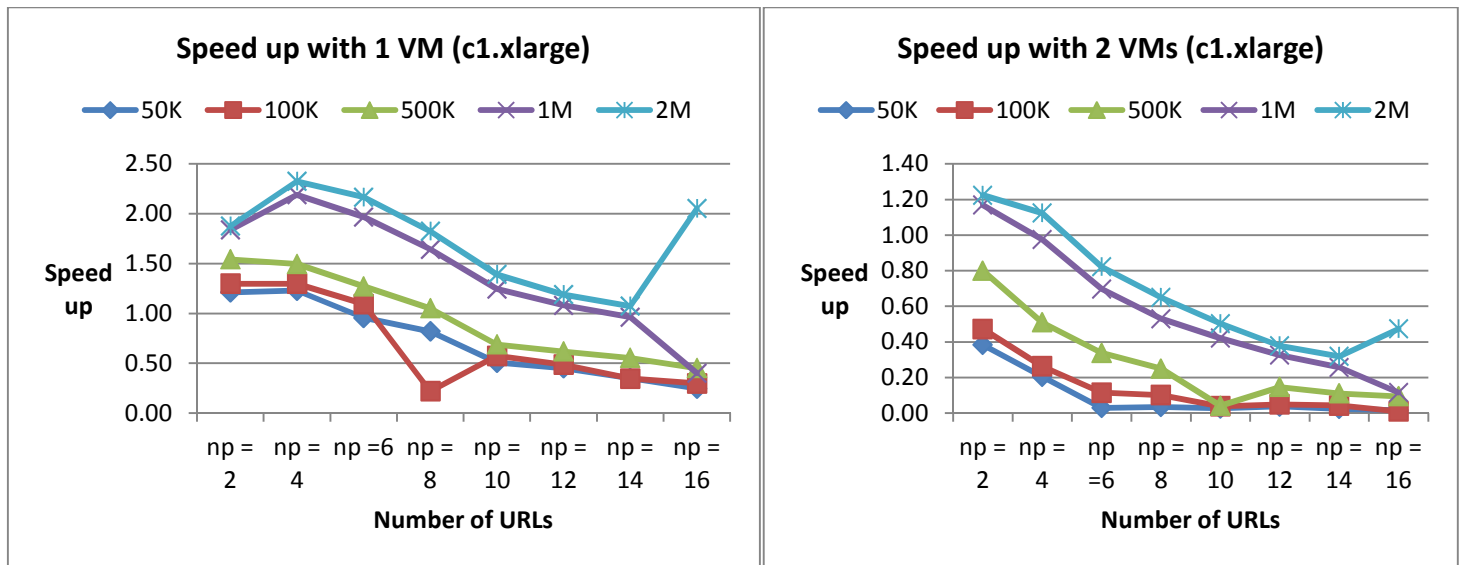 Speed up with 1 VM (c1.xlarge)
50K 100K 500K 1M 2M
2.50
2.00
1.50
1.00
0.50
0.00
Speed
up
np = np = np =6 np = np = np = np = np =
2 4 8 10 12 14 16
Number of URLs
Speed up with 2 VMs (c1.xlarge)
50K 100K 500K 1M 2M
1.40
1.20
1.00
0.80
0.60
0.40
0.20
0.00
Speed
up
np = np = np np = np = np = np = np =
2 4 =6 8 10 12 14 16
Number of URLs